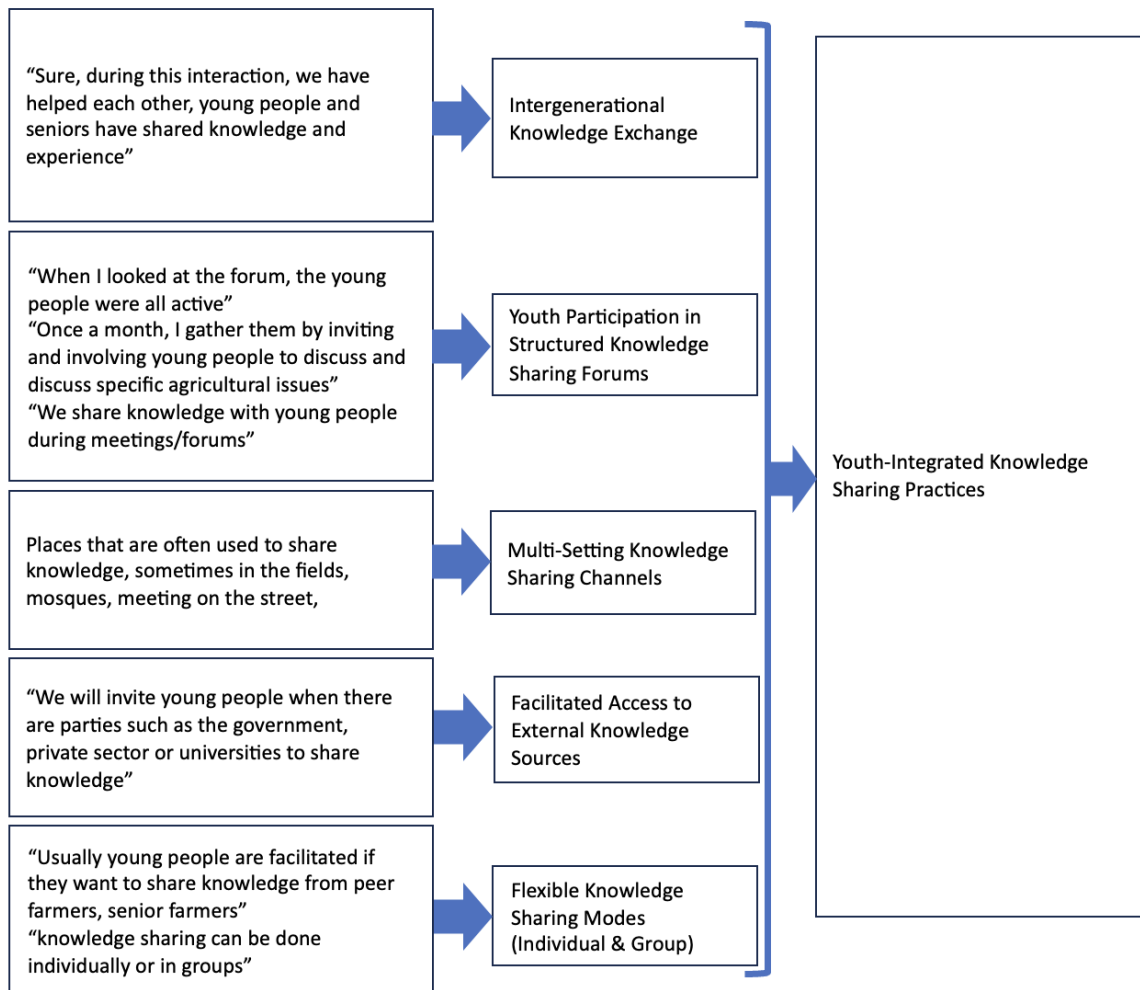 “Sure, during this interaction, we have
helped each other, young people and
seniors have shared knowledge and
experience”
Intergenerational
Knowledge Exchange
“When I looked at the forum, the young
people were all active”
“Once a month, I gather them by inviting
and involving young people to discuss and
discuss specific agricultural issues”
“We share knowledge with young people
during meetings/forums”
Youth Participation in
Structured Knowledge
Sharing Forums
Places that are often used to share
knowledge, sometimes in the fields,
mosques, meeting on the street,
Multi-Setting Knowledge
Sharing Channels
“We will invite young people when there
are parties such as the government,
private sector or universities to share
knowledge”
Facilitated Access to
External Knowledge
Sources
“Usually young people are facilitated if
they want to share knowledge from peer
farmers, senior farmers”
“knowledge sharing can be done
individually or in groups”
Flexible Knowledge
Sharing Modes
(Individual & Group)
Youth-Integrated Knowledge
Sharing Practices